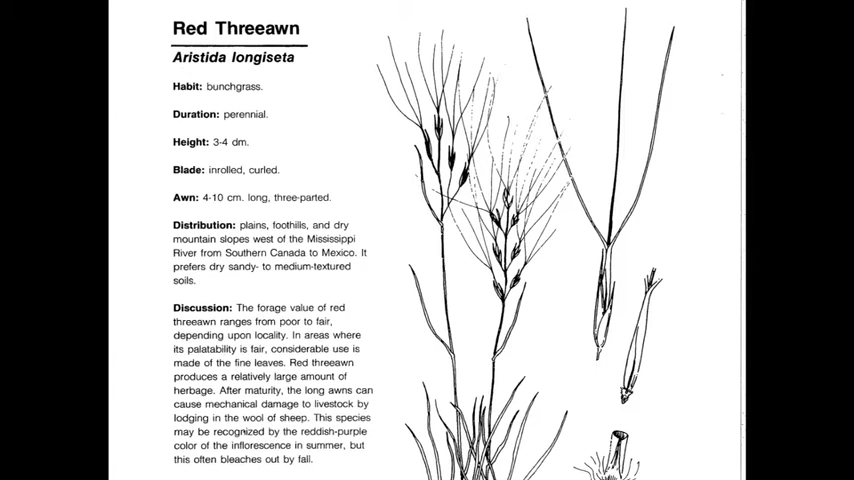 Red Threeawn
Aristida longiseta
Habit: bunchgrass.
Duration: perennial.
Height: 3-4 dm.
Blade: inrolled, curled.
Awn: 4-10 cm. long, three-parted.
Distribution: plains, foothills, and dry
mountain slopes west of the Mississippi
River from Southern Canada to Mexico. It
prefers dry sandy- to medium-textured
soils.
Discussion: The forage value of red
threeawn ranges from poor to fair,
depending upon locality. In areas where
its palatability is fair, considerable use is
made of the fine leaves. Red threeawn
produces a relatively large amount of
herbage. After maturity, the long awns can
cause mechanical damage to livestock by
lodging in the wool of sheep. This species
may be recognized by the reddish-purple
color of the inflorescence in summer, but
this often bleaches out by fall.